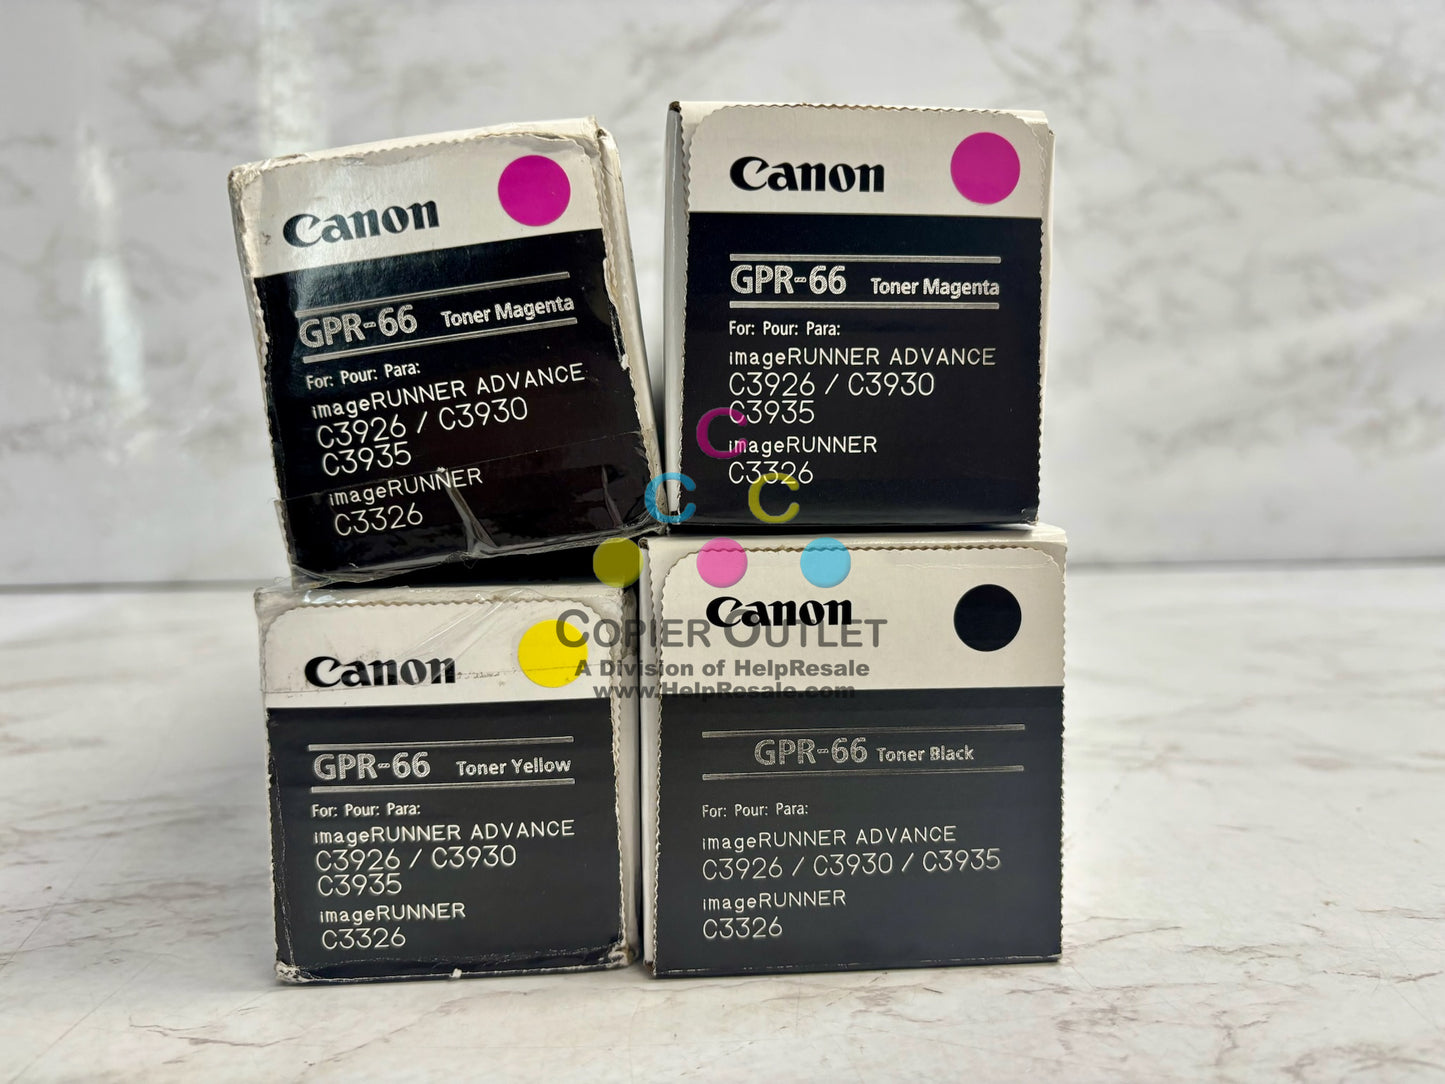 Canon
GPR-66 Toner Magenta
For: Pour: Para:
imageRUNNER ADVANCE
C3926 / C3930
C3935
imageRUNNER
C3326
Canon
GPR-66 Toner Magenta
For: Pour: Para:
imageRUNNER ADVANCE
C3926 / C3930
C3935
imageRUNNER
C3326
C
C C
COPIER OUTLET
A Division of HelpResale
www.HelpResale.com
Canon
GPR-66 Toner Yellow
For: Pour: Para:
imageRUNNER ADVANCE
C3926 / C3930
C3935
imageRUNNER
C3326
Canon
GPR-66 Toner Black
For: Pour: Para:
imageRUNNER ADVANCE
C3926 / C3930 / C3935
imageRUNNER
C3326